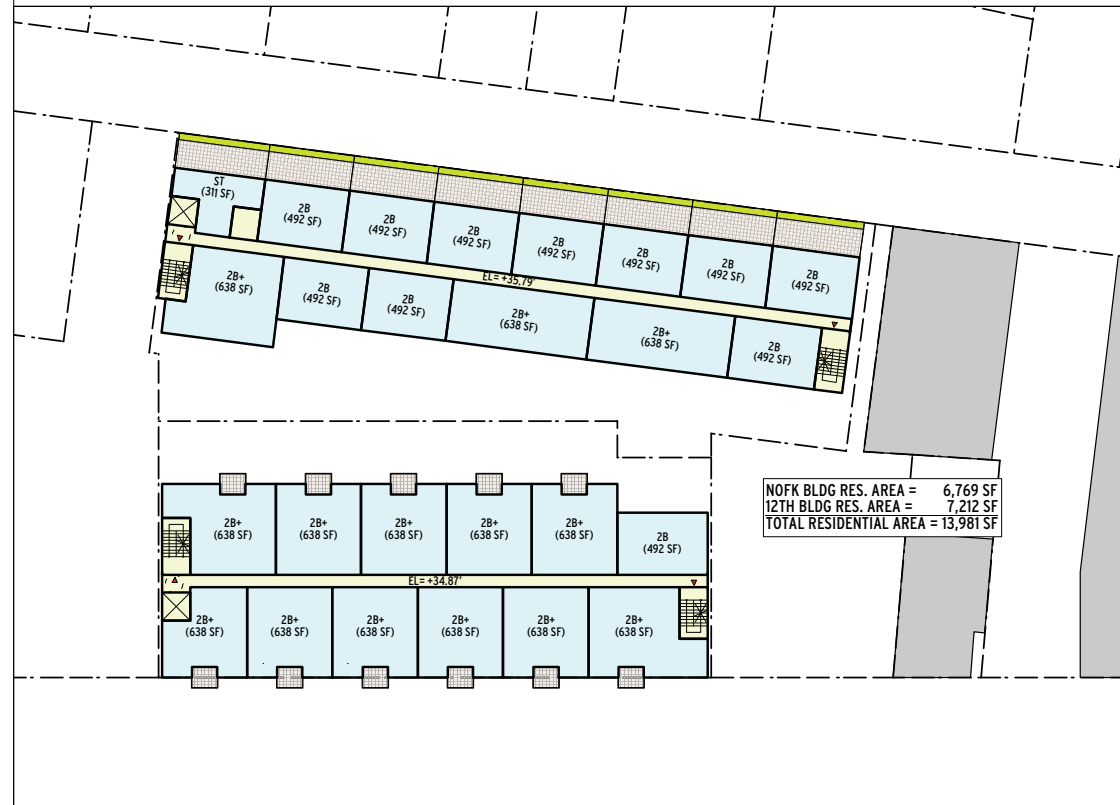 ST
(311 SF)
2B
(492 SF)
2B
(492 SF)
2B
(492 SF)
2B
(492 SF)
2B
(492 SF)
2B
(492 SF)
2B
(492 SF)
EL= +35.79'
2B+
(638 SF)
2B
(492 SF)
2B
(492 SF)
2B+
(638 SF)
2B+
(638 SF)
2B
(492 SF)
NOFK BLDG RES. AREA = 6,769 SF
12TH BLDG RES. AREA = 7,212 SF
TOTAL RESIDENTIAL AREA = 13,981 SF
2B+
(638 SF)
2B+
(638 SF)
2B+
(638 SF)
2B+
(638 SF)
2B+
(638 SF)
2B
(492 SF)
EL= +34.87'
2B+
(638 SF)
2B+
(638 SF)
2B+
(638 SF)
2B+
(638 SF)
2B+
(638 SF)
2B+
(638 SF)